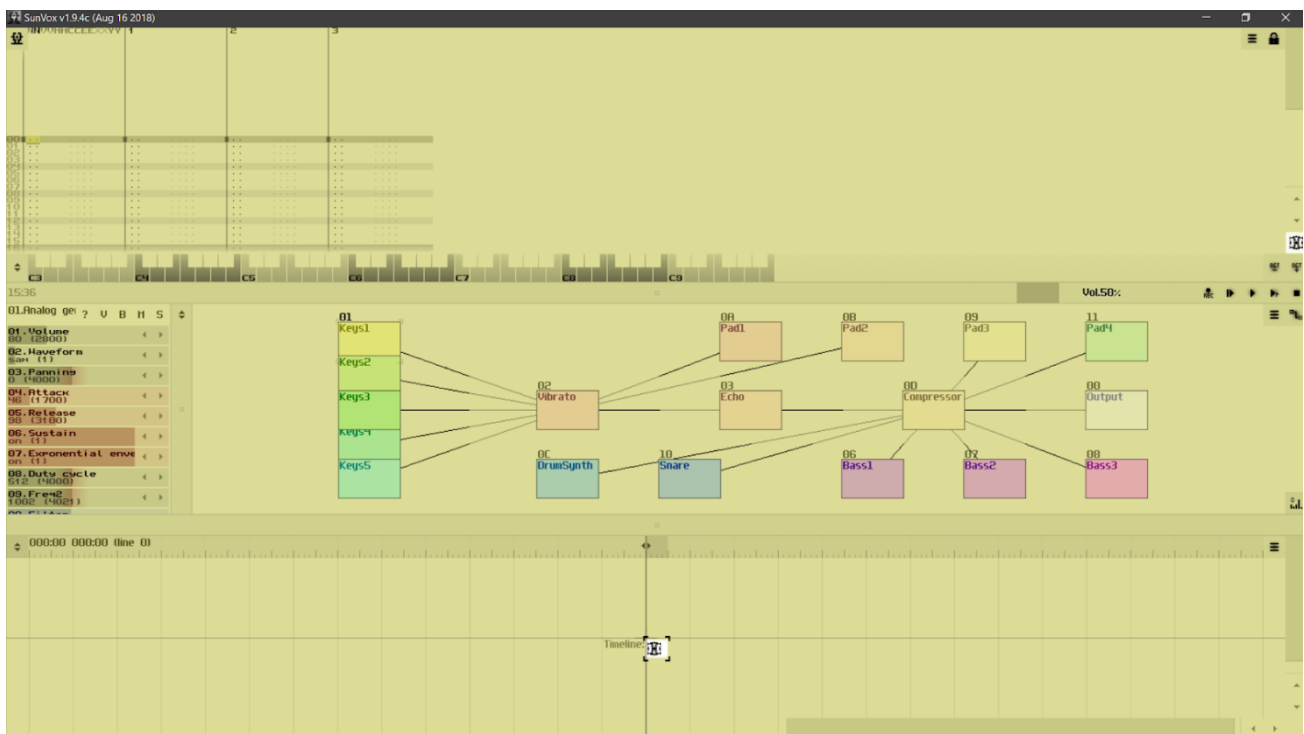 SunVox v1.9.4c (Aug 16 2018)
NNVVHHCCEEXXYY 1 2 3
00
C3 C4 C5 C6 C7 C8 C9
15:36 Vol.50% REC
01.Analog ge ? V B M S
01.Volume
80 (2800)
02.Waveform
saw (1)
03.Panning
0 (4000)
04.Attack
46 (1700)
05.Release
98 (3100)
06.Sustain
on (1)
07.Exponential enve
on (1)
08.Duty cycle
512 (4000)
09.Freq2
1002 (4021)
01
Keys1
Keys2
Keys3
Keys4
Keys5
02
Vibrato
0A
Pad1
0B
Pad2
09
Pad3
11
Pad4
03
Echo
0D
Compressor
00
Output
0C
DrumSynth
10
Snare
06
Bass1
07
Bass2
08
Bass3
000:00 000:00 (line 0)
Timeline: